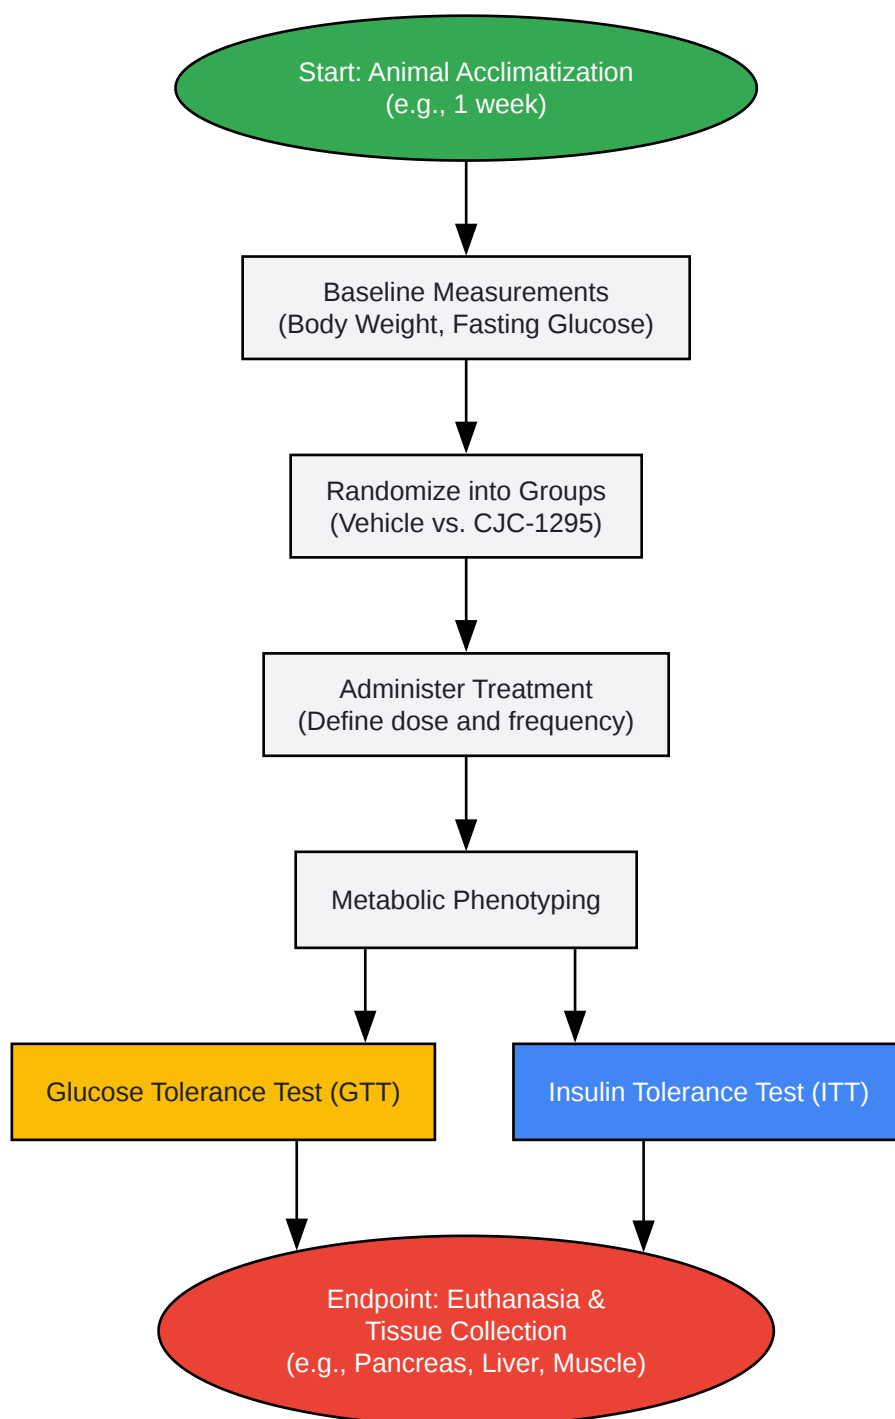 Start: Animal Acclimatization
(e.g., 1 week)
Baseline Measurements
(Body Weight, Fasting Glucose)
Randomize into Groups
(Vehicle vs. CJC-1295)
Administer Treatment
(Define dose and frequency)
Metabolic Phenotyping
Glucose Tolerance Test (GTT)
Insulin Tolerance Test (ITT)
Endpoint: Euthanasia &
Tissue Collection
(e.g., Pancreas, Liver, Muscle)